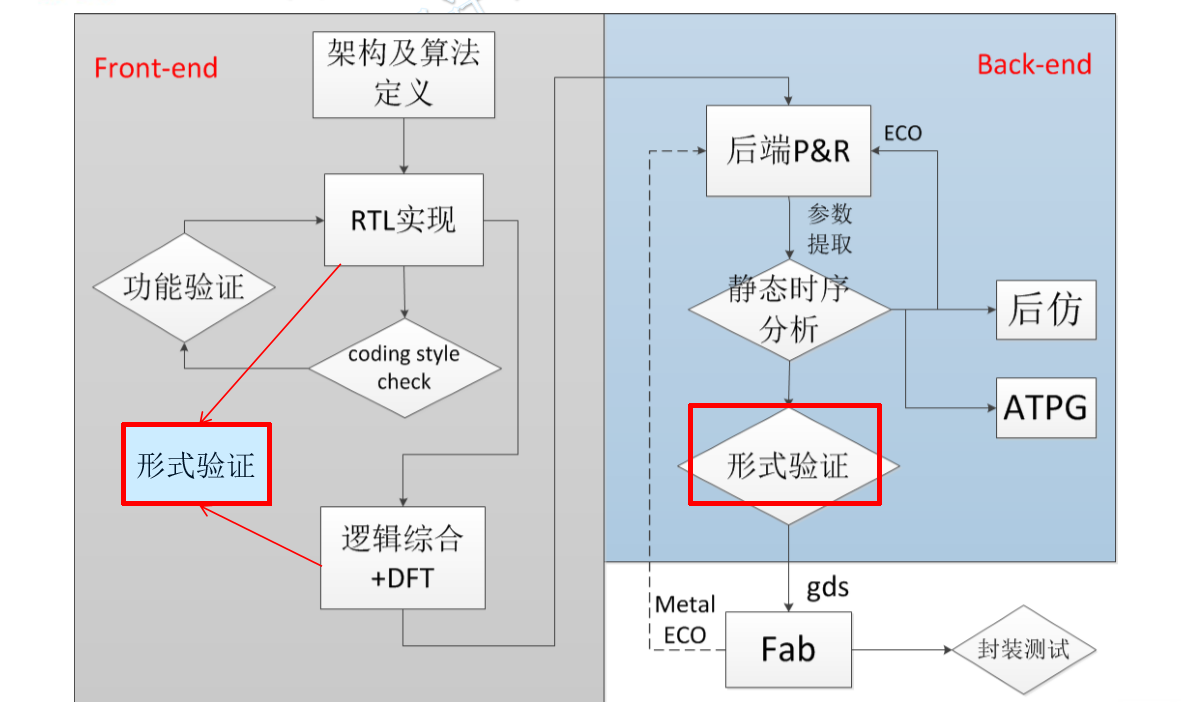 Front-end
架构及算法
定义
RTL实现
功能验证
coding style
check
形式验证
逻辑综合
+DFT
Back-end
后端P&R
ECO
参数
提取
静态时序
分析
后仿
ATPG
形式验证
gds
Metal
ECO
Fab
封装测试